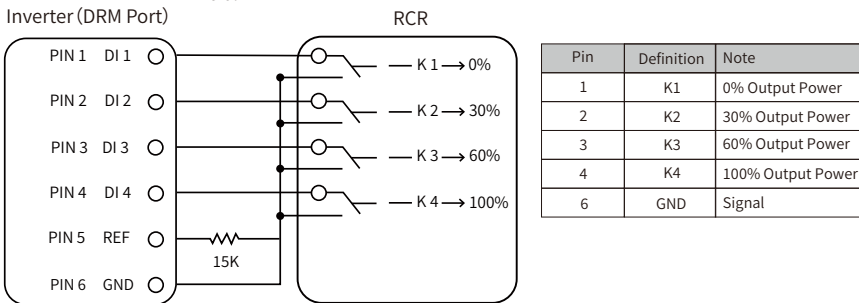 Inverter (DRM Port)
RCR
PIN 1 DI 1
K 1 → 0%
PIN 2 DI 2
K 2 → 30%
PIN 3 DI 3
K 3 → 60%
PIN 4 DI 4
K 4 → 100%
PIN 5 REF
15K
PIN 6 GND
Pin Definition Note
1 K1 0% Output Power
2 K2 30% Output Power
3 K3 60% Output Power
4 K4 100% Output Power
6 GND Signal